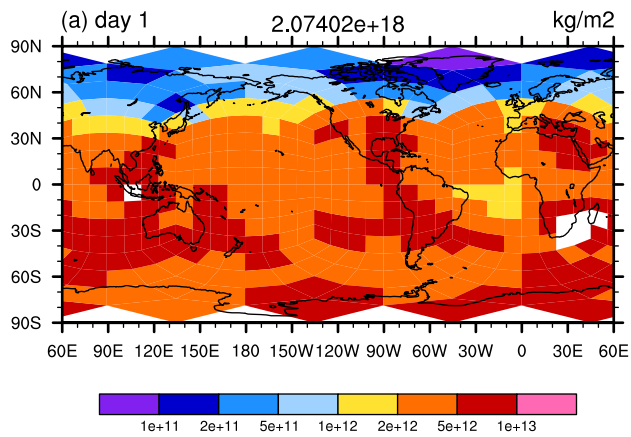 (a) day 1 2.07402e+18 kg/m2
90N
60N
30N
0
30S
60S
90S
60E 90E 120E 150E 180 150W 120W 90W 60W 30W 0 30E 60E
1e+11 2e+11 5e+11 1e+12 2e+12 5e+12 1e+13